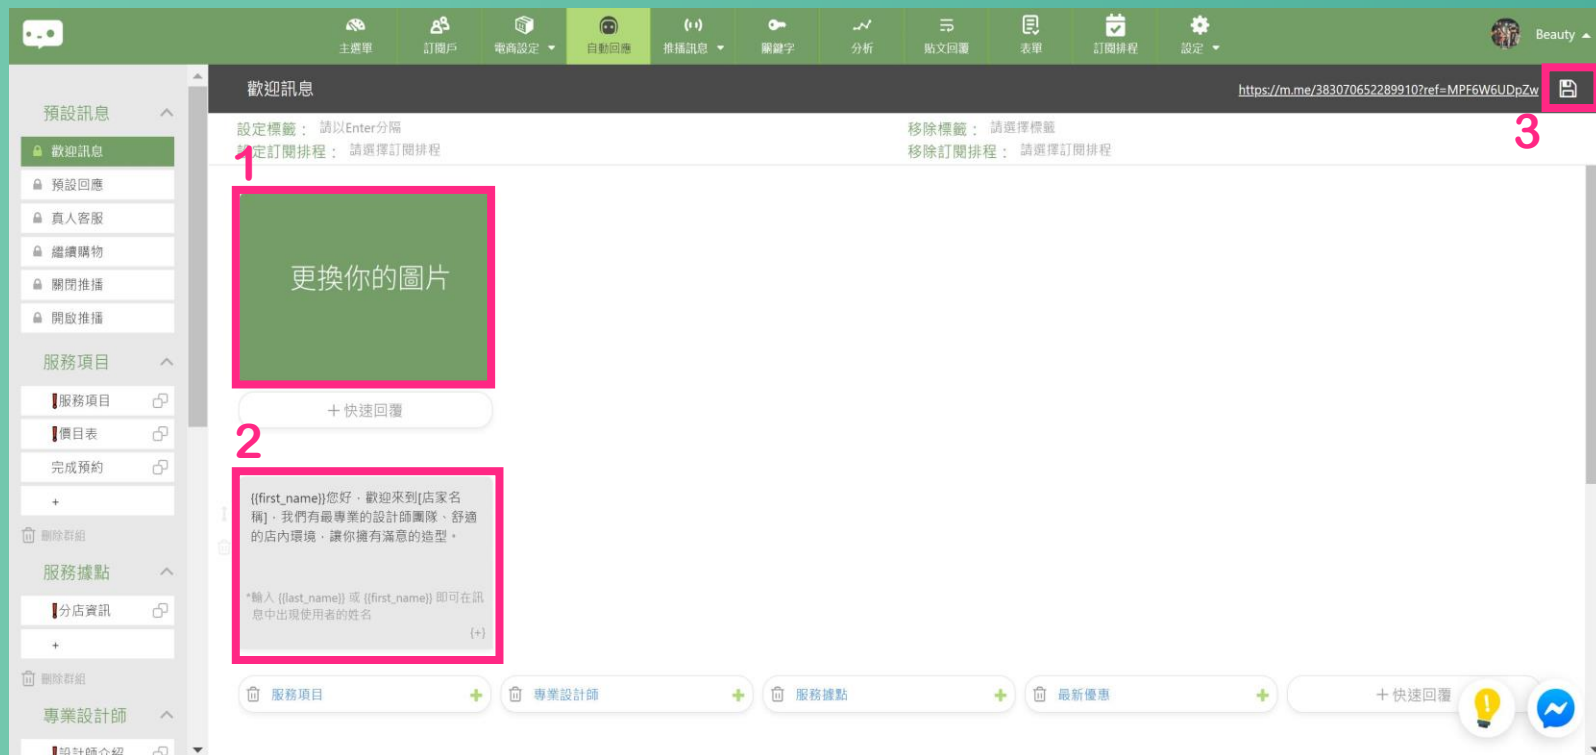 主選單
訂閱戶
電商設定
自動回應
推播訊息
關鍵字
分析
貼文回覆
表單
訂閱排程
設定
Beauty
預設訊息
歡迎訊息
預設回應
真人客服
繼續購物
關閉推播
開啟推播
服務項目
❗服務項目
❗價目表
完成預約
+
刪除群組
服務據點
❗分店資訊
+
刪除群組
專業設計師
❗設計師介紹
歡迎訊息
https://m.me/383070652289910?ref=MPF6W6UDpZw
3
設定標籤： 請以Enter分隔
移除標籤： 請選擇標籤
定訂閱排程： 請選擇訂閱排程
移除訂閱排程： 請選擇訂閱排程
1
更換你的圖片
＋快速回覆
2
{{first_name}}您好，歡迎來到[店家名
稱]，我們有最專業的設計師團隊、舒適
的店內環境，讓你擁有滿意的造型。
*輸入 {{last_name}} 或 {{first_name}} 即可在訊
息中出現使用者的姓名
{+}
服務項目
專業設計師
服務據點
最新優惠
＋快速回覆